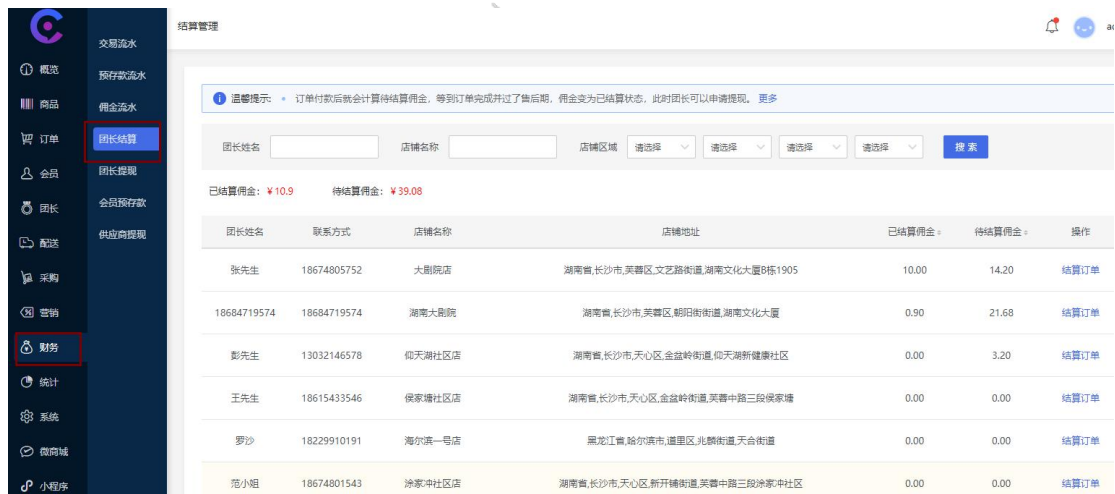 结算管理
ad
概览
商品
订单
会员
团长
配送
采购
营销
财务
统计
系统
微商城
小程序
交易流水
预存款流水
佣金流水
团长结算
团长提现
会员预存款
供应商提现
温馨提示: 订单付款后就会计算待结算佣金，等到订单完成并过了售后期，佣金变为已结算状态，此时团长可以申请提现。 更多
团长姓名 店铺名称 店铺区域 请选择 请选择 请选择 请选择 搜索
已结算佣金：¥10.9 待结算佣金：¥39.08
团长姓名 联系方式 店铺名称 店铺地址 已结算佣金 待结算佣金 操作
张先生 18674805752 大剧院店 湖南省,长沙市,芙蓉区,文艺路街道,湖南文化大厦B栋1905 10.00 14.20 结算订单
18684719574 18684719574 湖南大剧院 湖南省,长沙市,芙蓉区,朝阳街街道,湖南文化大厦 0.90 21.68 结算订单
彭先生 13032146578 仰天湖社区店 湖南省,长沙市,天心区,金盆岭街道,仰天湖新健康社区 0.00 3.20 结算订单
王先生 18615433546 侯家塘社区店 湖南省,长沙市,天心区,金盆岭街道,芙蓉中路三段侯家塘 0.00 0.00 结算订单
罗沙 18229910191 海尔滨一号店 黑龙江省,哈尔滨市,道里区,兆麟街道,天合街道 0.00 0.00 结算订单
范小姐 18674801543 涂家冲社区店 湖南省,长沙市,天心区,新开铺街道,芙蓉中路三段涂家冲社区 0.00 0.00 结算订单